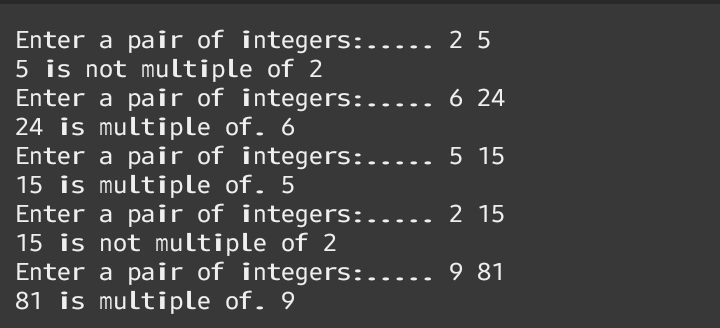 Enter a pair of integers:..... 2 5
5 is not multiple of 2
Enter a pair of integers:..... 6 24
24 is multiple of. 6
Enter a pair of integers:..... 5 15
15 is multiple of. 5
Enter a pair of integers:..... 2 15
15 is not multiple of 2
Enter a pair of integers:..... 9 81
81 is multiple of. 9